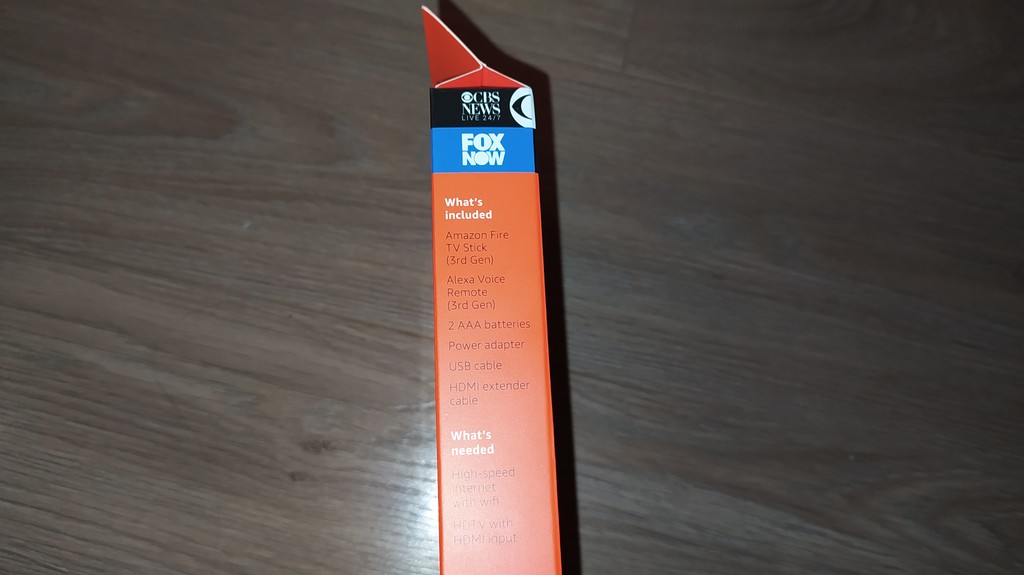 CBS
NEWS
LIVE 24/7
FOX
NOW
What's
included
Amazon Fire
TV Stick
(3rd Gen)
Alexa Voice
Remote
(3rd Gen)
2 AAA batteries
Power adapter
USB cable
HDMI extender
cable
What's
needed
High-speed
internet
with wifi
HDTV with
HDMI input